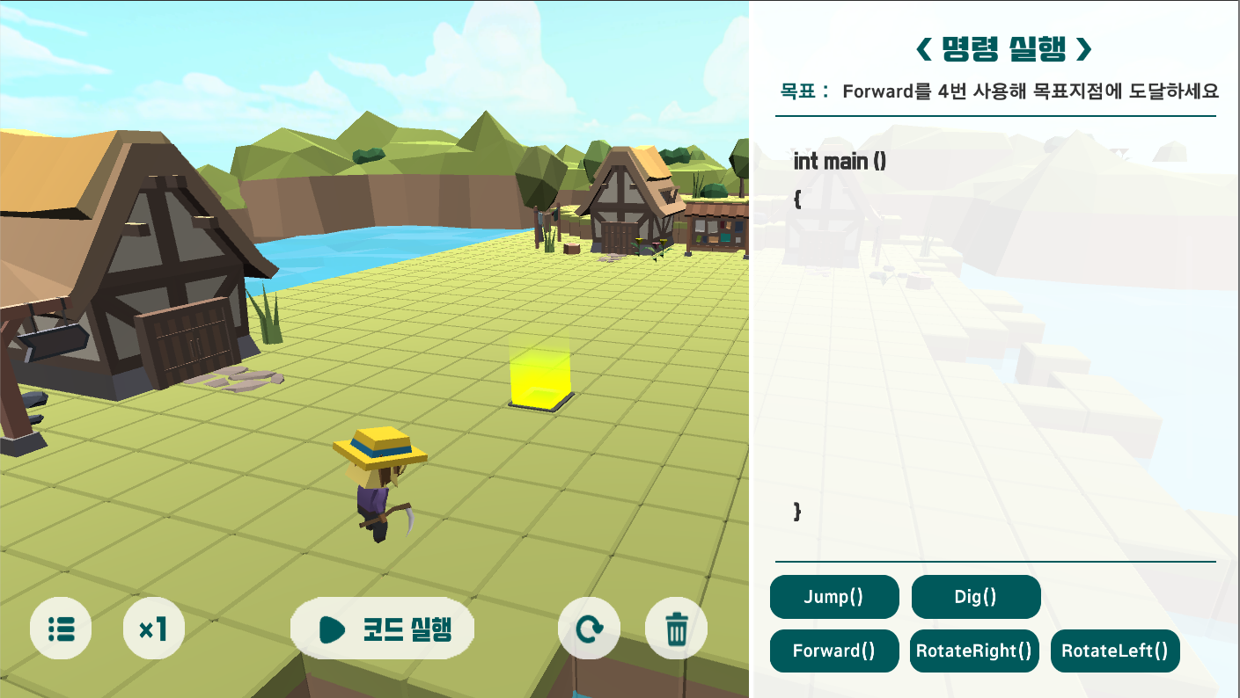 < 명령 실행 >
목표 : Forward를 4번 사용해 목표지점에 도달하세요
int main ()
{
}
Jump()
Dig()
Forward()
RotateRight()
RotateLeft()
×1
코드 실행